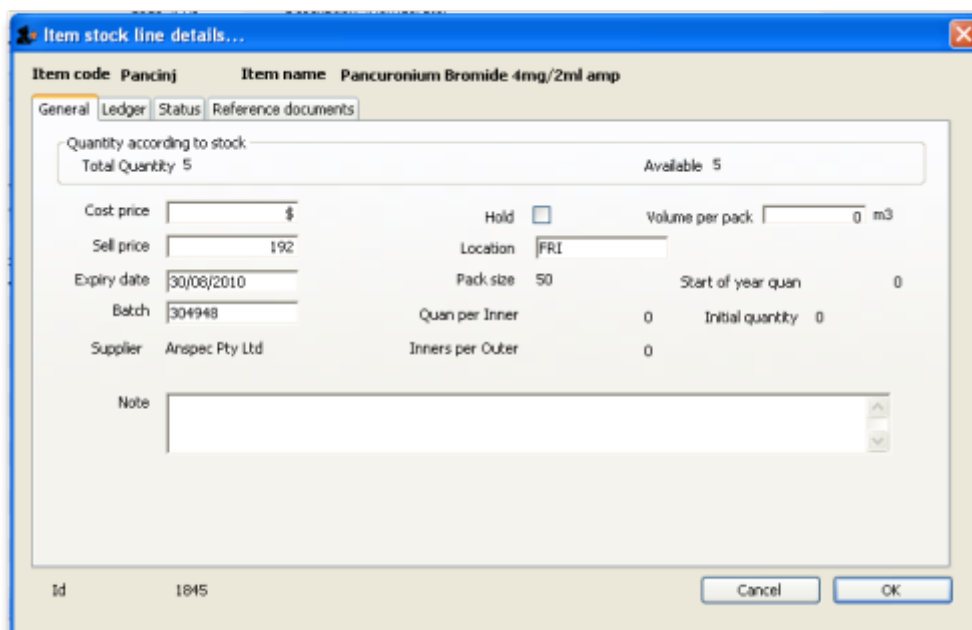 Item stock line details...
Item code Pancinj Item name Pancuronium Bromide 4mg/2ml amp
General Ledger Status Reference documents
Quantity according to stock
Total Quantity 5 Available 5
Cost price $ Hold Volume per pack 0 m3
Sell price 192 Location FRI
Expiry date 30/08/2010 Pack size 50 Start of year quan 0
Batch 304948 Quan per Inner 0 Initial quantity 0
Supplier Anspec Pty Ltd Inners per Outer 0
Note
Id 1845 Cancel OK